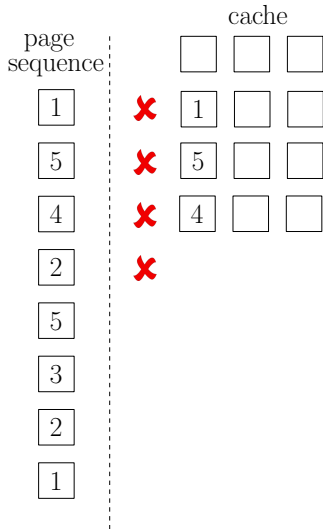 cache
page
sequence
1 ✘ 1
5 ✘ 5
4 ✘ 4
2 ✘
5
3
2
1